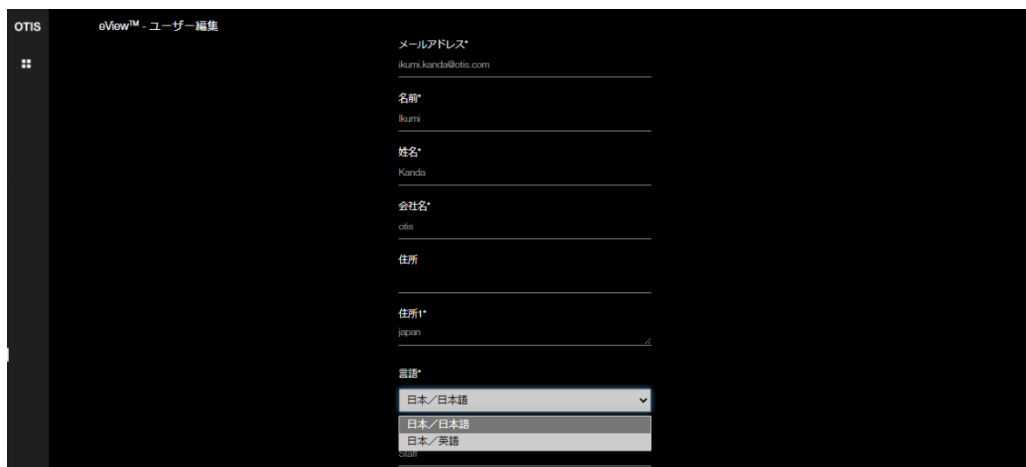 OTIS
eView™ - ユーザー編集
メールアドレス*
ikumi.kanda@otis.com
名前*
Ikumi
姓名*
Kanda
会社名*
otis
住所
住所1*
japan
言語*
日本／日本語
日本／日本語
日本／英語
Staff